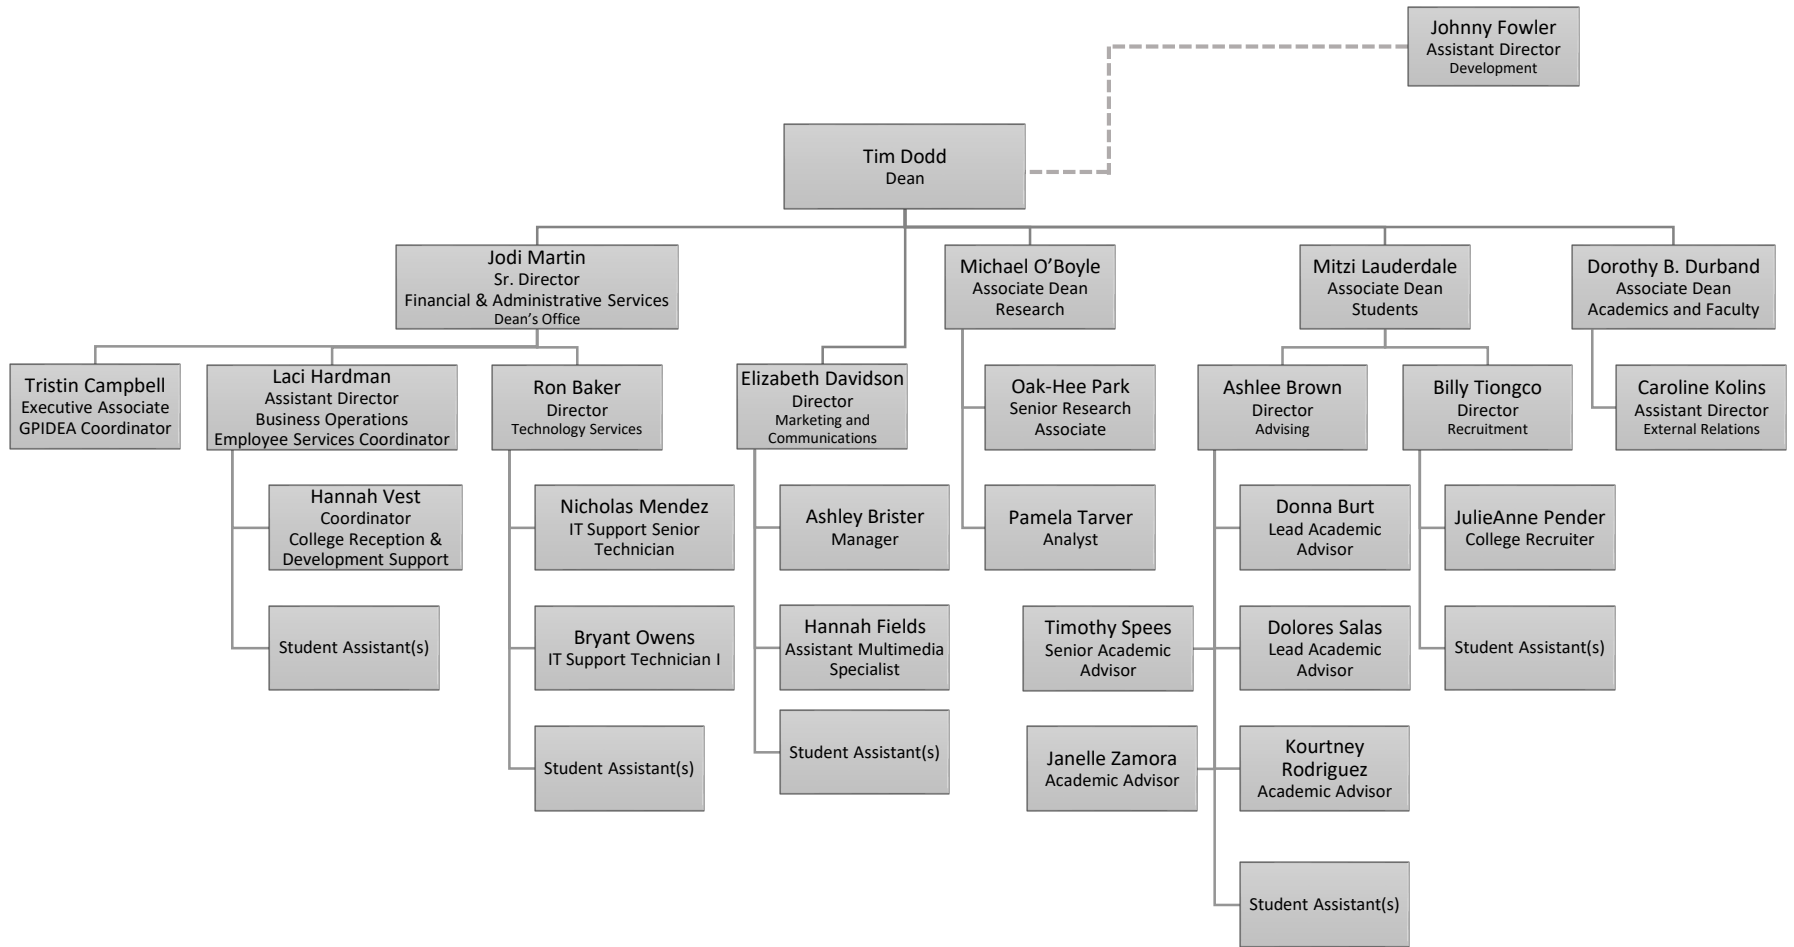 Johnny Fowler
Assistant Director
Development
Tim Dodd
Dean
Jodi Martin
Sr. Director
Financial & Administrative Services
Dean’s Office
Michael O’Boyle
Associate Dean
Research
Mitzi Lauderdale
Associate Dean
Students
Dorothy B. Durband
Associate Dean
Academics and Faculty
Tristin Campbell
Executive Associate
GPIDEA Coordinator
Laci Hardman
Assistant Director
Business Operations
Employee Services Coordinator
Ron Baker
Director
Technology Services
Elizabeth Davidson
Director
Marketing and
Communications
Oak-Hee Park
Senior Research
Associate
Ashlee Brown
Director
Advising
Billy Tiongco
Director
Recruitment
Caroline Kolins
Assistant Director
External Relations
Hannah Vest
Coordinator
College Reception &
Development Support
Nicholas Mendez
IT Support Senior
Technician
Ashley Brister
Manager
Pamela Tarver
Analyst
Donna Burt
Lead Academic
Advisor
JulieAnne Pender
College Recruiter
Student Assistant(s)
Bryant Owens
IT Support Technician I
Hannah Fields
Assistant Multimedia
Specialist
Timothy Spees
Senior Academic
Advisor
Dolores Salas
Lead Academic
Advisor
Student Assistant(s)
Student Assistant(s)
Student Assistant(s)
Janelle Zamora
Academic Advisor
Kourtney
Rodriguez
Academic Advisor
Student Assistant(s)